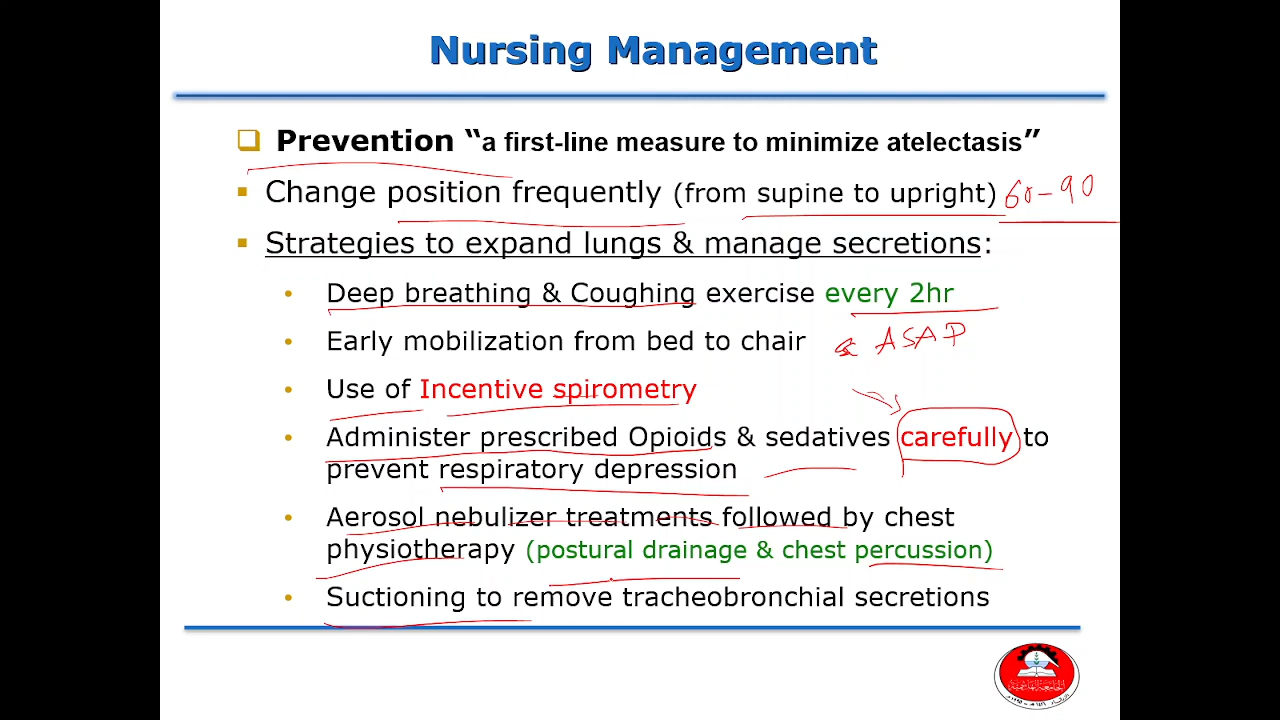 Nursing Management
Prevention “a first-line measure to minimize atelectasis”
Change position frequently (from supine to upright) 60-90
Strategies to expand lungs & manage secretions:
Deep breathing & Coughing exercise every 2hr
Early mobilization from bed to chair ASAP
Use of Incentive spirometry
Administer prescribed Opioids & sedatives carefully to
prevent respiratory depression
Aerosol nebulizer treatments followed by chest
physiotherapy (postural drainage & chest percussion)
Suctioning to remove tracheobronchial secretions